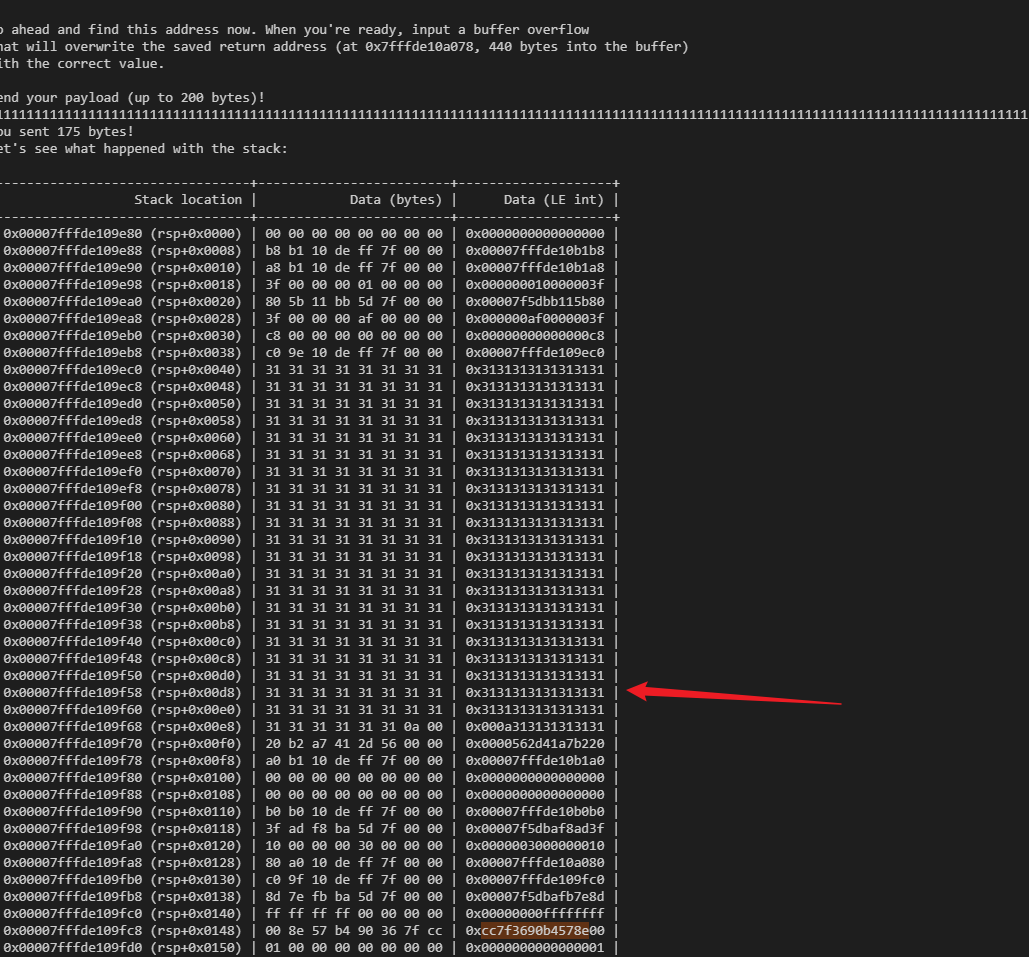 o ahead and find this address now. When you're ready, input a buffer overflow
hat will overwrite the saved return address (at 0x7fffde10a078, 440 bytes into the buffer)
ith the correct value.
end your payload (up to 200 bytes)!
ou sent 175 bytes!
et's see what happened with the stack:
Stack location | Data (bytes) | Data (LE int) |
0x00007fffde109e80 (rsp+0x0000) | 00 00 00 00 00 00 00 00 | 0x0000000000000000 |
0x00007fffde109e88 (rsp+0x0008) | b8 b1 10 de ff 7f 00 00 | 0x00007fffde10b1b8 |
0x00007fffde109e90 (rsp+0x0010) | a8 b1 10 de ff 7f 00 00 | 0x00007fffde10b1a8 |
0x00007fffde109e98 (rsp+0x0018) | 3f 00 00 00 01 00 00 00 | 0x000000010000003f |
0x00007fffde109ea0 (rsp+0x0020) | 80 5b 11 bb 5d 7f 00 00 | 0x00007f5dbb115b80 |
0x00007fffde109ea8 (rsp+0x0028) | 3f 00 00 00 af 00 00 00 | 0x000000af0000003f |
0x00007fffde109eb0 (rsp+0x0030) | c8 00 00 00 00 00 00 00 | 0x00000000000000c8 |
0x00007fffde109eb8 (rsp+0x0038) | c0 9e 10 de ff 7f 00 00 | 0x00007fffde109ec0 |
0x00007fffde109ec0 (rsp+0x0040) | 31 31 31 31 31 31 31 31 | 0x3131313131313131 |
0x00007fffde109ec8 (rsp+0x0048) | 31 31 31 31 31 31 31 31 | 0x3131313131313131 |
0x00007fffde109ed0 (rsp+0x0050) | 31 31 31 31 31 31 31 31 | 0x3131313131313131 |
0x00007fffde109ed8 (rsp+0x0058) | 31 31 31 31 31 31 31 31 | 0x3131313131313131 |
0x00007fffde109ee0 (rsp+0x0060) | 31 31 31 31 31 31 31 31 | 0x3131313131313131 |
0x00007fffde109ee8 (rsp+0x0068) | 31 31 31 31 31 31 31 31 | 0x3131313131313131 |
0x00007fffde109ef0 (rsp+0x0070) | 31 31 31 31 31 31 31 31 | 0x3131313131313131 |
0x00007fffde109ef8 (rsp+0x0078) | 31 31 31 31 31 31 31 31 | 0x3131313131313131 |
0x00007fffde109f00 (rsp+0x0080) | 31 31 31 31 31 31 31 31 | 0x3131313131313131 |
0x00007fffde109f08 (rsp+0x0088) | 31 31 31 31 31 31 31 31 | 0x3131313131313131 |
0x00007fffde109f10 (rsp+0x0090) | 31 31 31 31 31 31 31 31 | 0x3131313131313131 |
0x00007fffde109f18 (rsp+0x0098) | 31 31 31 31 31 31 31 31 | 0x3131313131313131 |
0x00007fffde109f20 (rsp+0x00a0) | 31 31 31 31 31 31 31 31 | 0x3131313131313131 |
0x00007fffde109f28 (rsp+0x00a8) | 31 31 31 31 31 31 31 31 | 0x3131313131313131 |
0x00007fffde109f30 (rsp+0x00b0) | 31 31 31 31 31 31 31 31 | 0x3131313131313131 |
0x00007fffde109f38 (rsp+0x00b8) | 31 31 31 31 31 31 31 31 | 0x3131313131313131 |
0x00007fffde109f40 (rsp+0x00c0) | 31 31 31 31 31 31 31 31 | 0x3131313131313131 |
0x00007fffde109f48 (rsp+0x00c8) | 31 31 31 31 31 31 31 31 | 0x3131313131313131 |
0x00007fffde109f50 (rsp+0x00d0) | 31 31 31 31 31 31 31 31 | 0x3131313131313131 |
0x00007fffde109f58 (rsp+0x00d8) | 31 31 31 31 31 31 31 31 | 0x3131313131313131 |
0x00007fffde109f60 (rsp+0x00e0) | 31 31 31 31 31 31 31 31 | 0x3131313131313131 |
0x00007fffde109f68 (rsp+0x00e8) | 31 31 31 31 31 31 0a 00 | 0x000a313131313131 |
0x00007fffde109f70 (rsp+0x00f0) | 20 b2 a7 41 2d 56 00 00 | 0x0000562d41a7b220 |
0x00007fffde109f78 (rsp+0x00f8) | a0 b1 10 de ff 7f 00 00 | 0x00007fffde10b1a0 |
0x00007fffde109f80 (rsp+0x0100) | 00 00 00 00 00 00 00 00 | 0x0000000000000000 |
0x00007fffde109f88 (rsp+0x0108) | 00 00 00 00 00 00 00 00 | 0x0000000000000000 |
0x00007fffde109f90 (rsp+0x0110) | b0 b0 10 de ff 7f 00 00 | 0x00007fffde10b0b0 |
0x00007fffde109f98 (rsp+0x0118) | 3f ad f8 ba 5d 7f 00 00 | 0x00007f5dbaf8ad3f |
0x00007fffde109fa0 (rsp+0x0120) | 10 00 00 00 30 00 00 00 | 0x0000003000000010 |
0x00007fffde109fa8 (rsp+0x0128) | 80 a0 10 de ff 7f 00 00 | 0x00007fffde10a080 |
0x00007fffde109fb0 (rsp+0x0130) | c0 9f 10 de ff 7f 00 00 | 0x00007fffde109fc0 |
0x00007fffde109fb8 (rsp+0x0138) | 8d 7e fb ba 5d 7f 00 00 | 0x00007f5dbafb7e8d |
0x00007fffde109fc0 (rsp+0x0140) | ff ff ff ff 00 00 00 00 | 0x00000000ffffffff |
0x00007fffde109fc8 (rsp+0x0148) | 00 8e 57 b4 90 36 7f cc | 0xcc7f3690b4578e00 |
0x00007fffde109fd0 (rsp+0x0150) | 01 00 00 00 00 00 00 00 | 0x0000000000000001 |